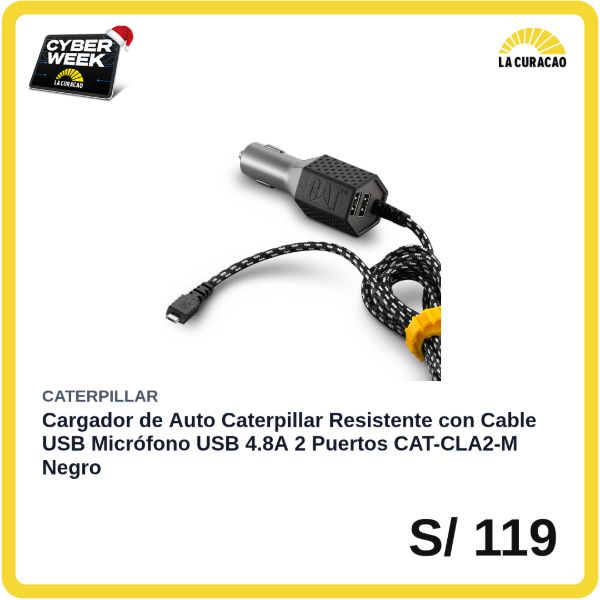 CYBER
WEEK
LA CURACAO
LA CURACAO
CAT
CATERPILLAR
Cargador de Auto Caterpillar Resistente con Cable
USB Micrófono USB 4.8A 2 Puertos CAT-CLA2-M
Negro
S/ 119